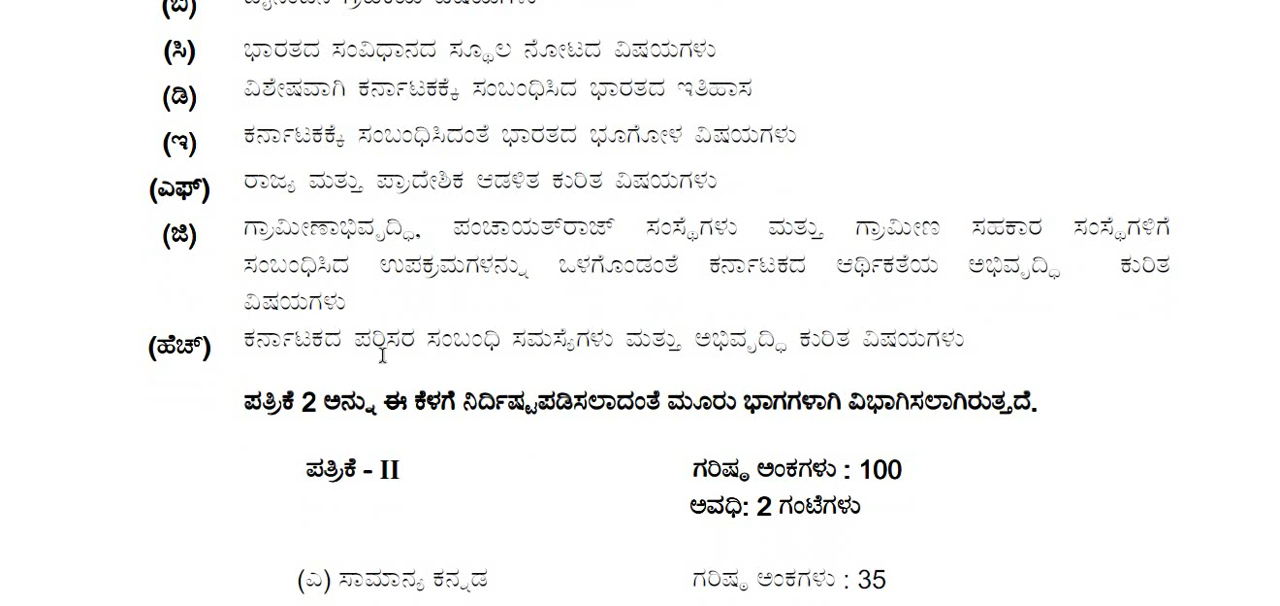 (ಸಿ) ಭಾರತದ ಸಂವಿಧಾನದ ಸ್ಥೂಲ ನೋಟದ ವಿಷಯಗಳು
(ಡಿ) ವಿಶೇಷವಾಗಿ ಕರ್ನಾಟಕಕ್ಕೆ ಸಂಬಂಧಿಸಿದ ಭಾರತದ ಇತಿಹಾಸ
(ಇ) ಕರ್ನಾಟಕಕ್ಕೆ ಸಂಬಂಧಿಸಿದಂತೆ ಭಾರತದ ಭೂಗೋಳ ವಿಷಯಗಳು
(ಎಫ್) ರಾಜ್ಯ ಮತ್ತು ಪ್ರಾದೇಶಿಕ ಆಡಳಿತ ಕುರಿತ ವಿಷಯಗಳು
(ಜಿ) ಗ್ರಾಮೀಣಾಭಿವೃದ್ಧಿ, ಪಂಚಾಯತ್‌ರಾಜ್ ಸಂಸ್ಥೆಗಳು ಮತ್ತು ಗ್ರಾಮೀಣ ಸಹಕಾರ ಸಂಸ್ಥೆಗಳಿಗೆ
ಸಂಬಂಧಿಸಿದ ಉಪಕ್ರಮಗಳನ್ನು ಒಳಗೊಂಡಂತೆ ಕರ್ನಾಟಕದ ಆರ್ಥಿಕತೆಯ ಅಭಿವೃದ್ಧಿ ಕುರಿತ
ವಿಷಯಗಳು
(ಹೆಚ್) ಕರ್ನಾಟಕದ ಪರಿಸರ ಸಂಬಂಧಿ ಸಮಸ್ಯೆಗಳು ಮತ್ತು ಅಭಿವೃದ್ಧಿ ಕುರಿತ ವಿಷಯಗಳು
ಪತ್ರಿಕೆ 2 ಅನ್ನು ಈ ಕೆಳಗೆ ನಿರ್ದಿಷ್ಟಪಡಿಸಲಾದಂತೆ ಮೂರು ಭಾಗಗಳಾಗಿ ವಿಭಾಗಿಸಲಾಗಿರುತ್ತದೆ.
ಪತ್ರಿಕೆ - II ಗರಿಷ್ಠ ಅಂಕಗಳು : 100
ಅವಧಿ: 2 ಗಂಟೆಗಳು
(ಎ) ಸಾಮಾನ್ಯ ಕನ್ನಡ ಗರಿಷ್ಠ ಅಂಕಗಳು : 35